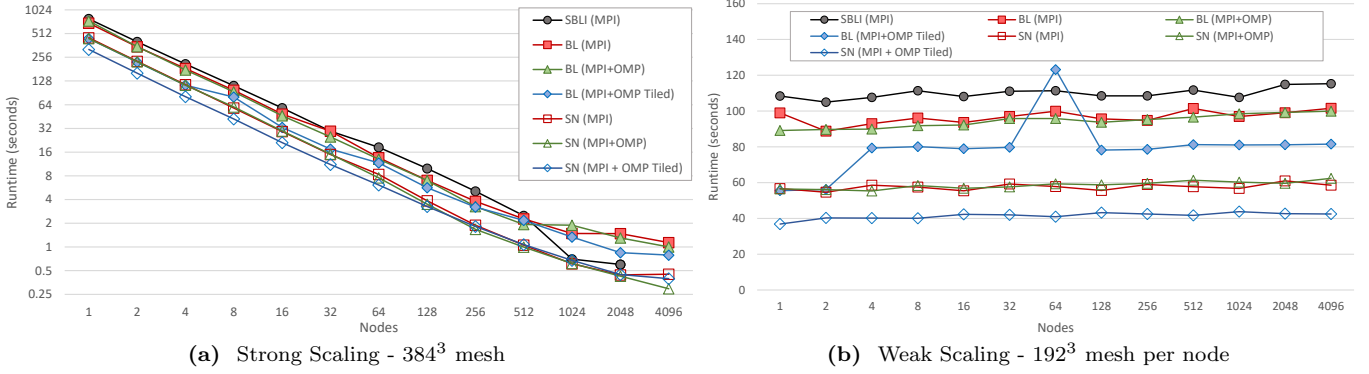 1024
512
256
128
64
32
16
8
4
2
1
0.5
0.25
Runtime (seconds)
SBLI (MPI)
BL (MPI)
BL (MPI+OMP)
BL (MPI+OMP Tiled)
SN (MPI)
SN (MPI+OMP)
SN (MPI + OMP Tiled)
1 2 4 8 16 32 64 128 256 512 1024 2048 4096
Nodes
(a) Strong Scaling - 384³ mesh
160
140
120
100
80
60
40
20
0
Runtime (seconds)
SBLI (MPI) BL (MPI) BL (MPI+OMP)
BL (MPI+OMP Tiled) SN (MPI) SN (MPI+OMP)
SN (MPI + OMP Tiled)
1 2 4 8 16 32 64 128 256 512 1024 2048 4096
Nodes
(b) Weak Scaling - 192³ mesh per node